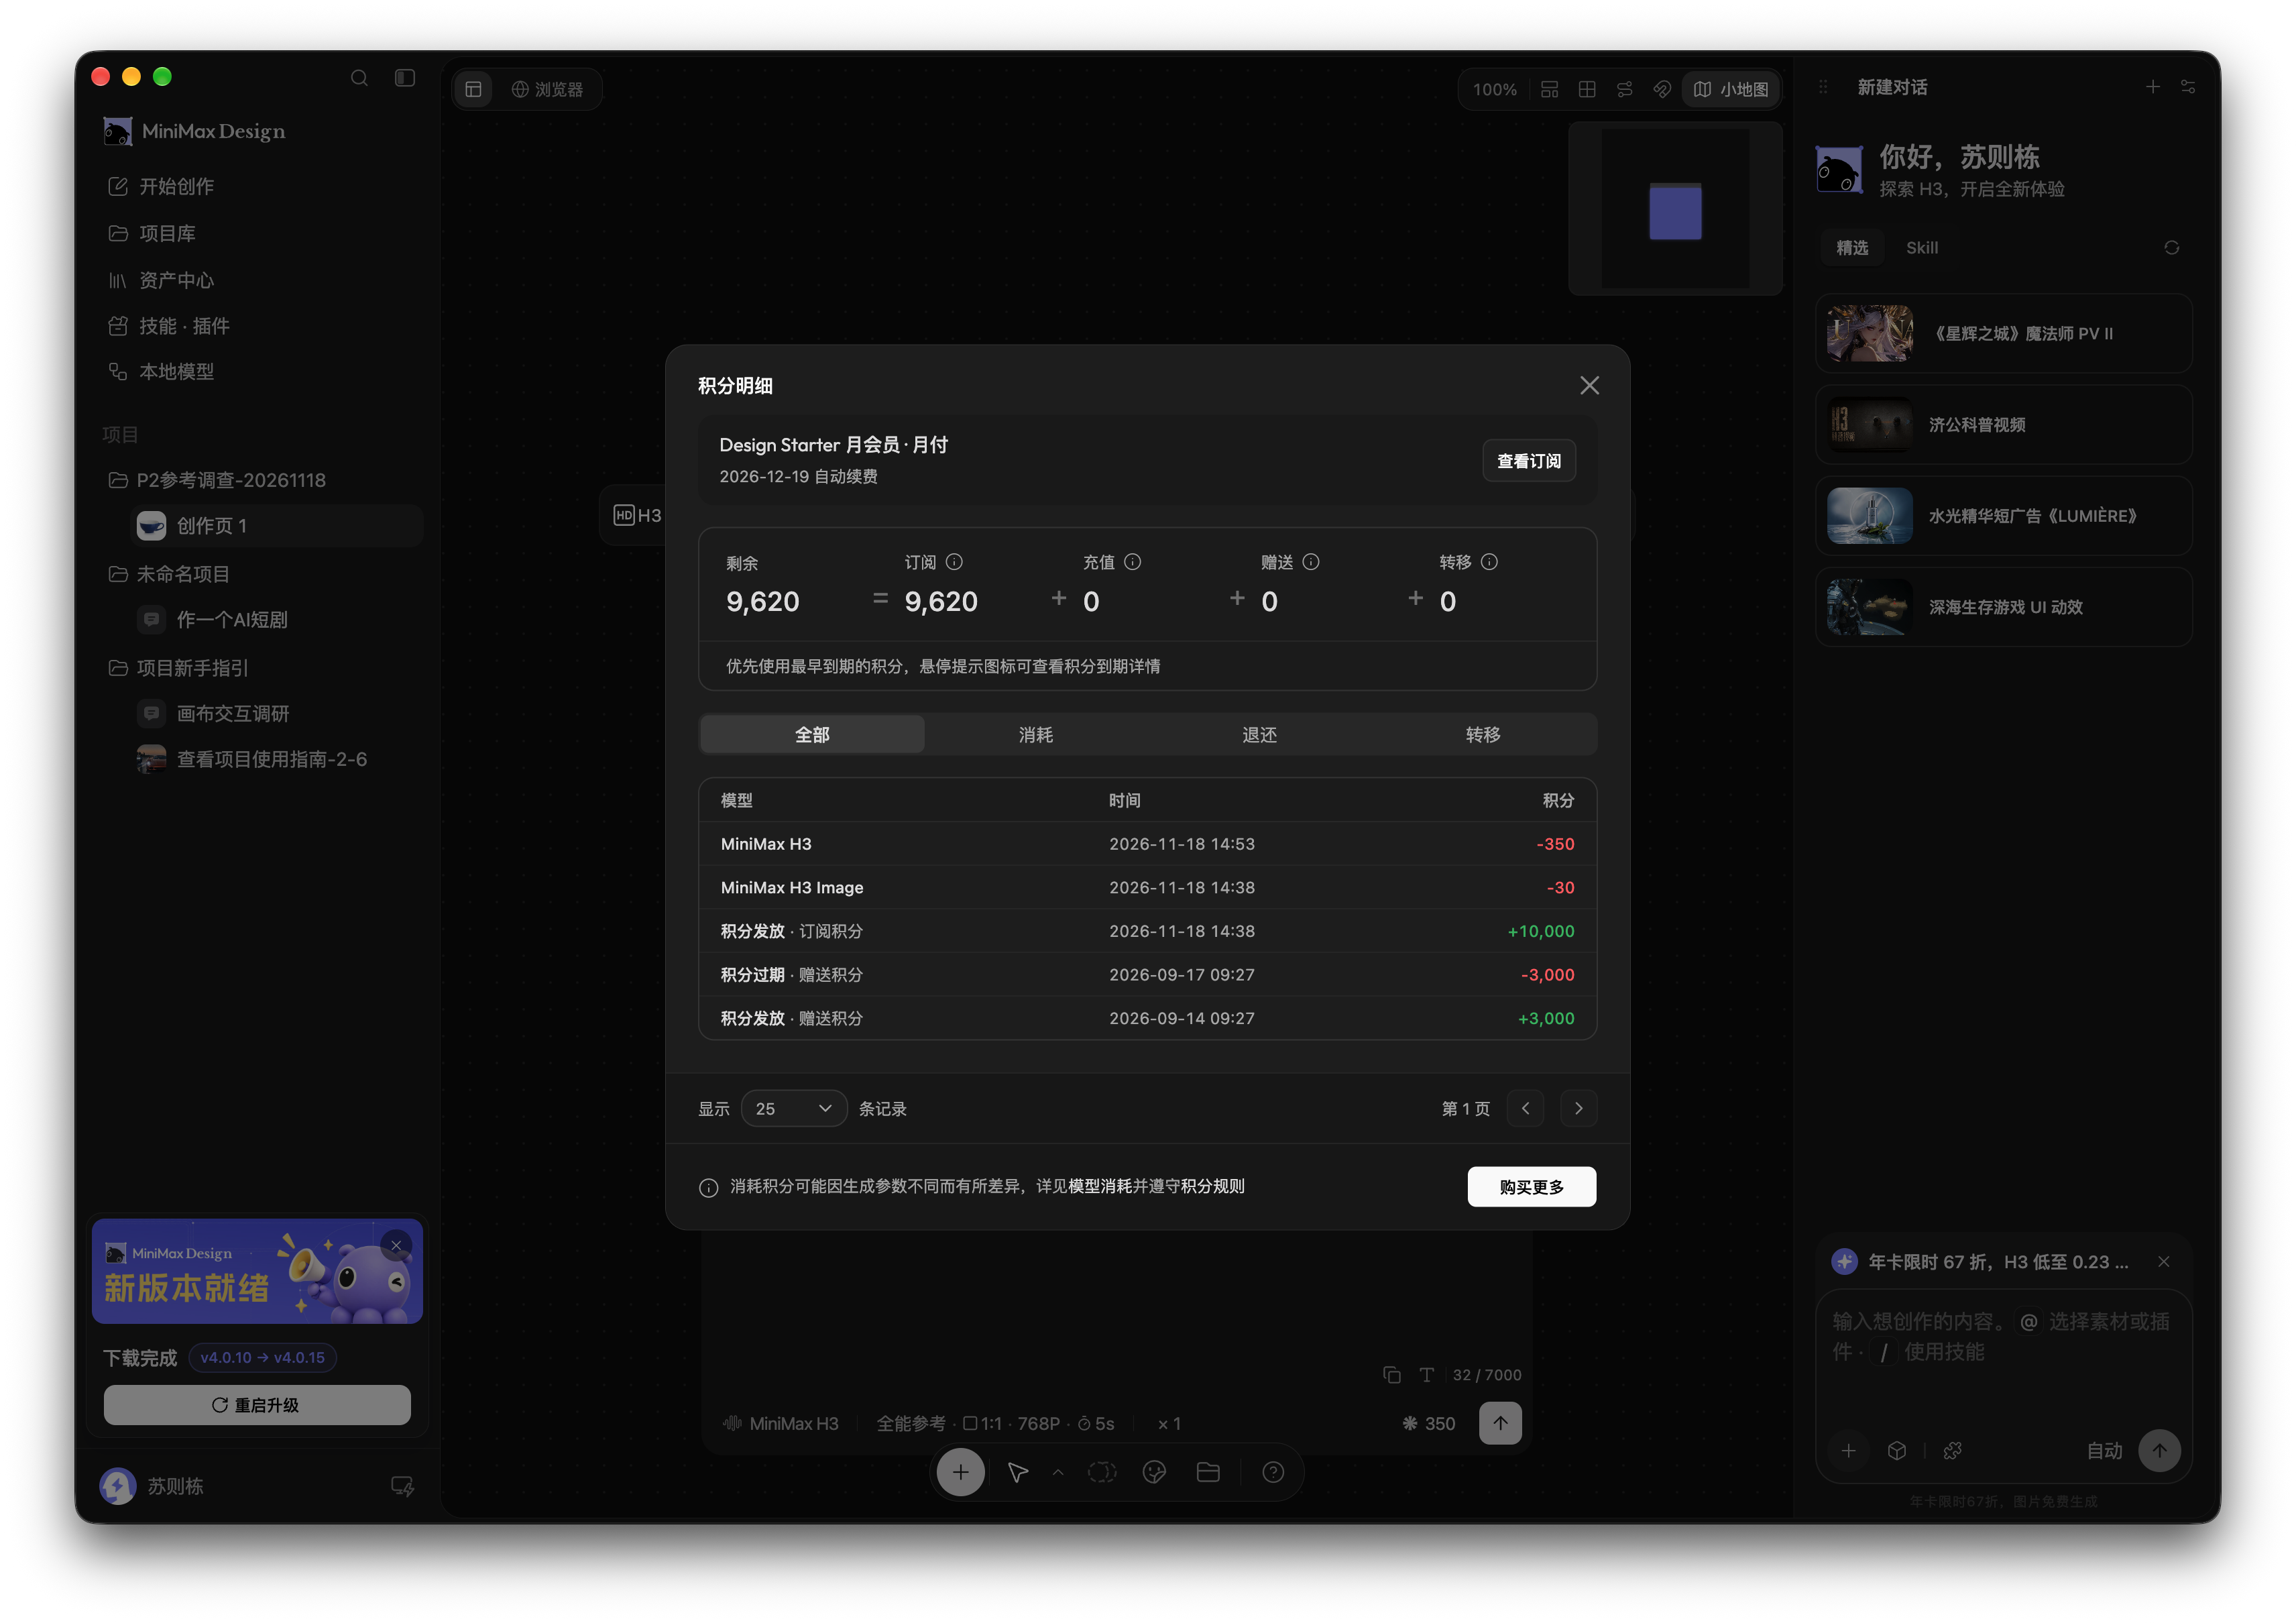 浏览器
100%
小地图
新建对话
MiniMax Design
开始创作
项目库
资产中心
技能 · 插件
本地模型
项目
P2参考调查-20261118
创作页 1
未命名项目
作一个AI短剧
项目新手指引
画布交互调研
查看项目使用指南-2-6
MiniMax Design
新版本就绪
下载完成 v4.0.10 → v4.0.15
重启升级
苏则栋
HD H3
积分明细
Design Starter 月会员 · 月付
2026-12-19 自动续费
查看订阅
剩余 订阅 充值 赠送 转移
9,620 = 9,620 + 0 + 0 + 0
优先使用最早到期的积分，悬停提示图标可查看积分到期详情
全部 消耗 退还 转移
模型 时间 积分
MiniMax H3 2026-11-18 14:53 -350
MiniMax H3 Image 2026-11-18 14:38 -30
积分发放 · 订阅积分 2026-11-18 14:38 +10,000
积分过期 · 赠送积分 2026-09-17 09:27 -3,000
积分发放 · 赠送积分 2026-09-14 09:27 +3,000
显示 25 条记录 第 1 页
消耗积分可能因生成参数不同而有所差异，详见模型消耗并遵守积分规则
购买更多
32 / 7000
MiniMax H3 全能参考 · 1:1 · 768P · 5s × 1 350
你好，苏则栋
探索 H3，开启全新体验
精选 Skill
《星辉之城》魔法师 PV II
H3
济公科普视频
水光精华短广告《LUMIÈRE》
深海生存游戏 UI 动效
年卡限时 67 折，H3 低至 0.23 ...
输入想创作的内容。 @ 选择素材或插
件 · / 使用技能
自动
年卡限时67折，图片免费生成